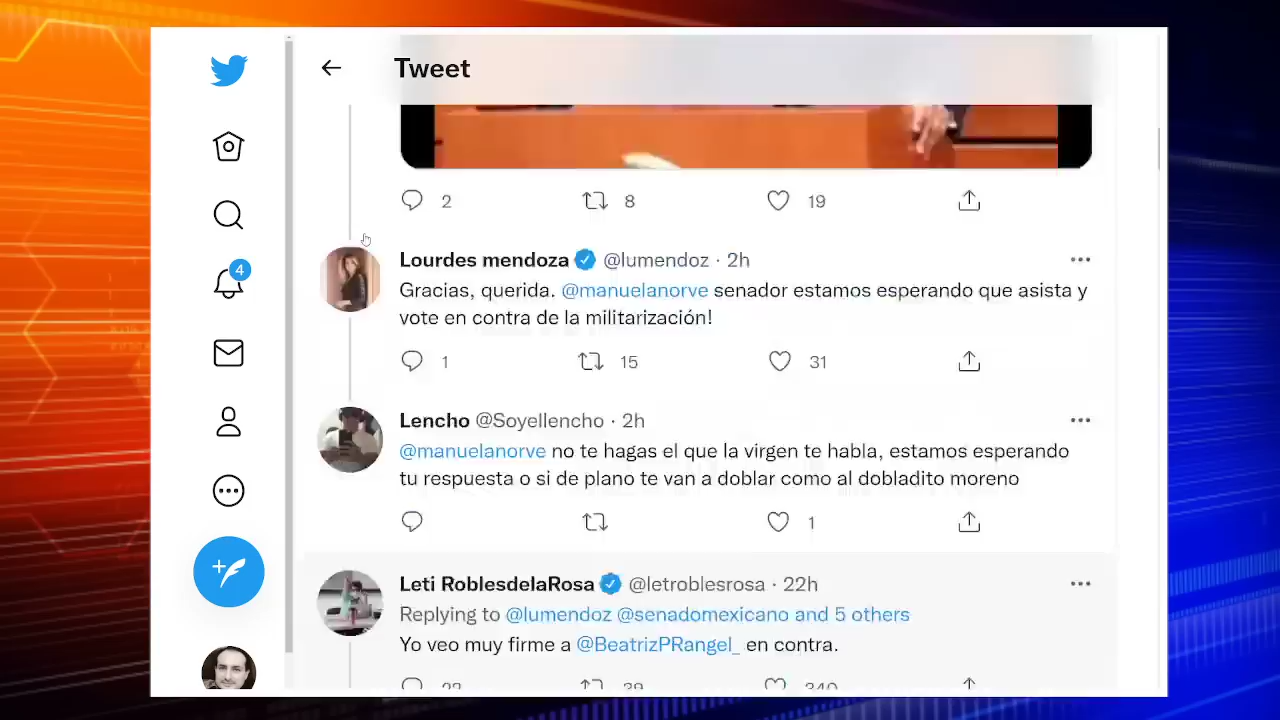 Tweet
2 8 19
4
Lourdes mendoza @lumendoz · 2h
Gracias, querida. @manuelanorve senador estamos esperando que asista y
vote en contra de la militarización!
1 15 31
Lencho @Soyellencho · 2h
@manuelanorve no te hagas el que la virgen te habla, estamos esperando
tu respuesta o si de plano te van a doblar como al dobladito moreno
1
Leti RoblesdelaRosa @letroblesrosa · 22h
Replying to @lumendoz @senadomexicano and 5 others
Yo veo muy firme a @BeatrizPRangel_ en contra.